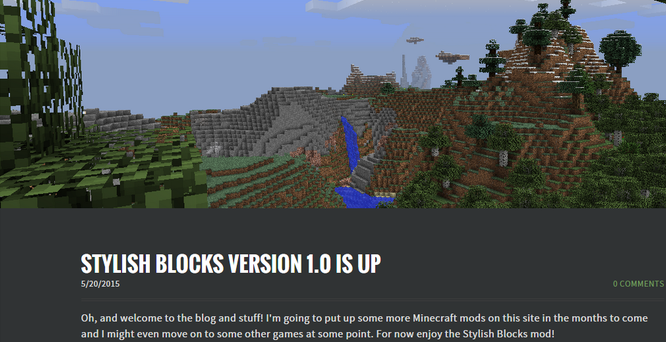 STYLISH BLOCKS VERSION 1.0 IS UP
5/20/2015
0 COMMENTS
Oh, and welcome to the blog and stuff! I'm going to put up some more Minecraft mods on this site in the months to come
and I might even move on to some other games at some point. For now enjoy the Stylish Blocks mod!